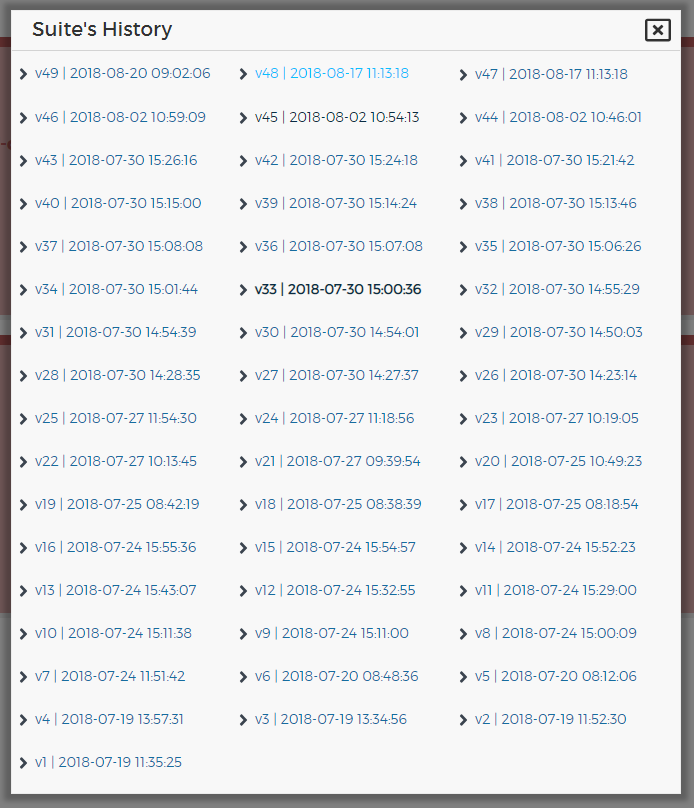 Suite's History
v49 | 2018-08-20 09:02:06 v48 | 2018-08-17 11:13:18 v47 | 2018-08-17 11:13:18
v46 | 2018-08-02 10:59:09 v45 | 2018-08-02 10:54:13 v44 | 2018-08-02 10:46:01
v43 | 2018-07-30 15:26:16 v42 | 2018-07-30 15:24:18 v41 | 2018-07-30 15:21:42
v40 | 2018-07-30 15:15:00 v39 | 2018-07-30 15:14:24 v38 | 2018-07-30 15:13:46
v37 | 2018-07-30 15:08:08 v36 | 2018-07-30 15:07:08 v35 | 2018-07-30 15:06:26
v34 | 2018-07-30 15:01:44 v33 | 2018-07-30 15:00:36 v32 | 2018-07-30 14:55:29
v31 | 2018-07-30 14:54:39 v30 | 2018-07-30 14:54:01 v29 | 2018-07-30 14:50:03
v28 | 2018-07-30 14:28:35 v27 | 2018-07-30 14:27:37 v26 | 2018-07-30 14:23:14
v25 | 2018-07-27 11:54:30 v24 | 2018-07-27 11:18:56 v23 | 2018-07-27 10:19:05
v22 | 2018-07-27 10:13:45 v21 | 2018-07-27 09:39:54 v20 | 2018-07-25 10:49:23
v19 | 2018-07-25 08:42:19 v18 | 2018-07-25 08:38:39 v17 | 2018-07-25 08:18:54
v16 | 2018-07-24 15:55:36 v15 | 2018-07-24 15:54:57 v14 | 2018-07-24 15:52:23
v13 | 2018-07-24 15:43:07 v12 | 2018-07-24 15:32:55 v11 | 2018-07-24 15:29:00
v10 | 2018-07-24 15:11:38 v9 | 2018-07-24 15:11:00 v8 | 2018-07-24 15:00:09
v7 | 2018-07-24 11:51:42 v6 | 2018-07-20 08:48:36 v5 | 2018-07-20 08:12:06
v4 | 2018-07-19 13:57:31 v3 | 2018-07-19 13:34:56 v2 | 2018-07-19 11:52:30
v1 | 2018-07-19 11:35:25